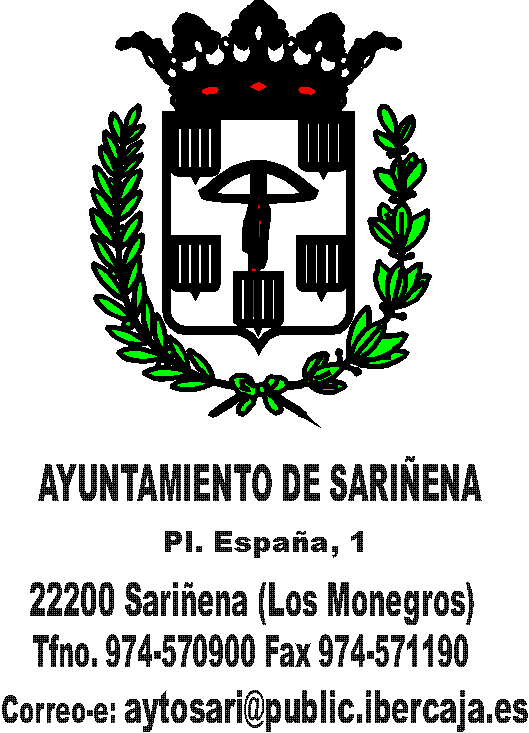 AYUNTAMIENTO DE SARIÑENA
Pl. España, 1
22200 Sariñena (Los Monegros)
Tfno. 974-570900 Fax 974-571190
Correo-e: aytosari@public.ibercaja.es